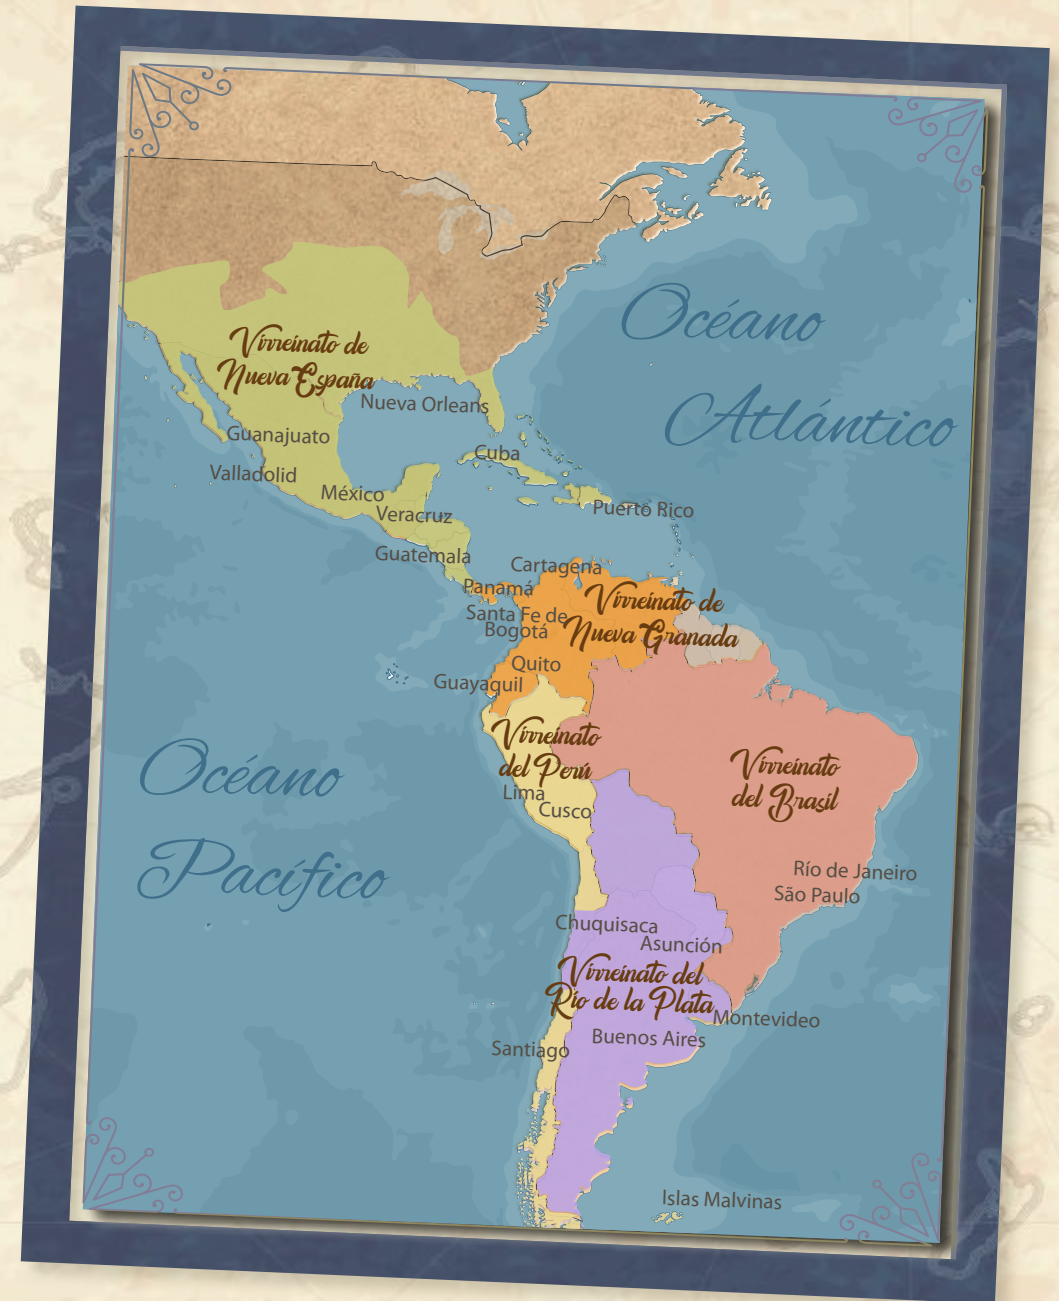 Océano
Atlántico
Virreinato de
Nueva España
Nueva Orleans
Guanajuato
Cuba
Valladolid
México
Puerto Rico
Veracruz
Guatemala
Cartagena
Panamá
Virreinato de
Nueva Granada
Santa Fe de
Bogotá
Quito
Guayaquil
Virreinato
del Perú
Lima
Cusco
Océano
Pacífico
Virreinato
del Brasil
Río de Janeiro
São Paulo
Chuquisaca
Asunción
Virreinato del
Río de la Plata
Montevideo
Buenos Aires
Santiago
Islas Malvinas